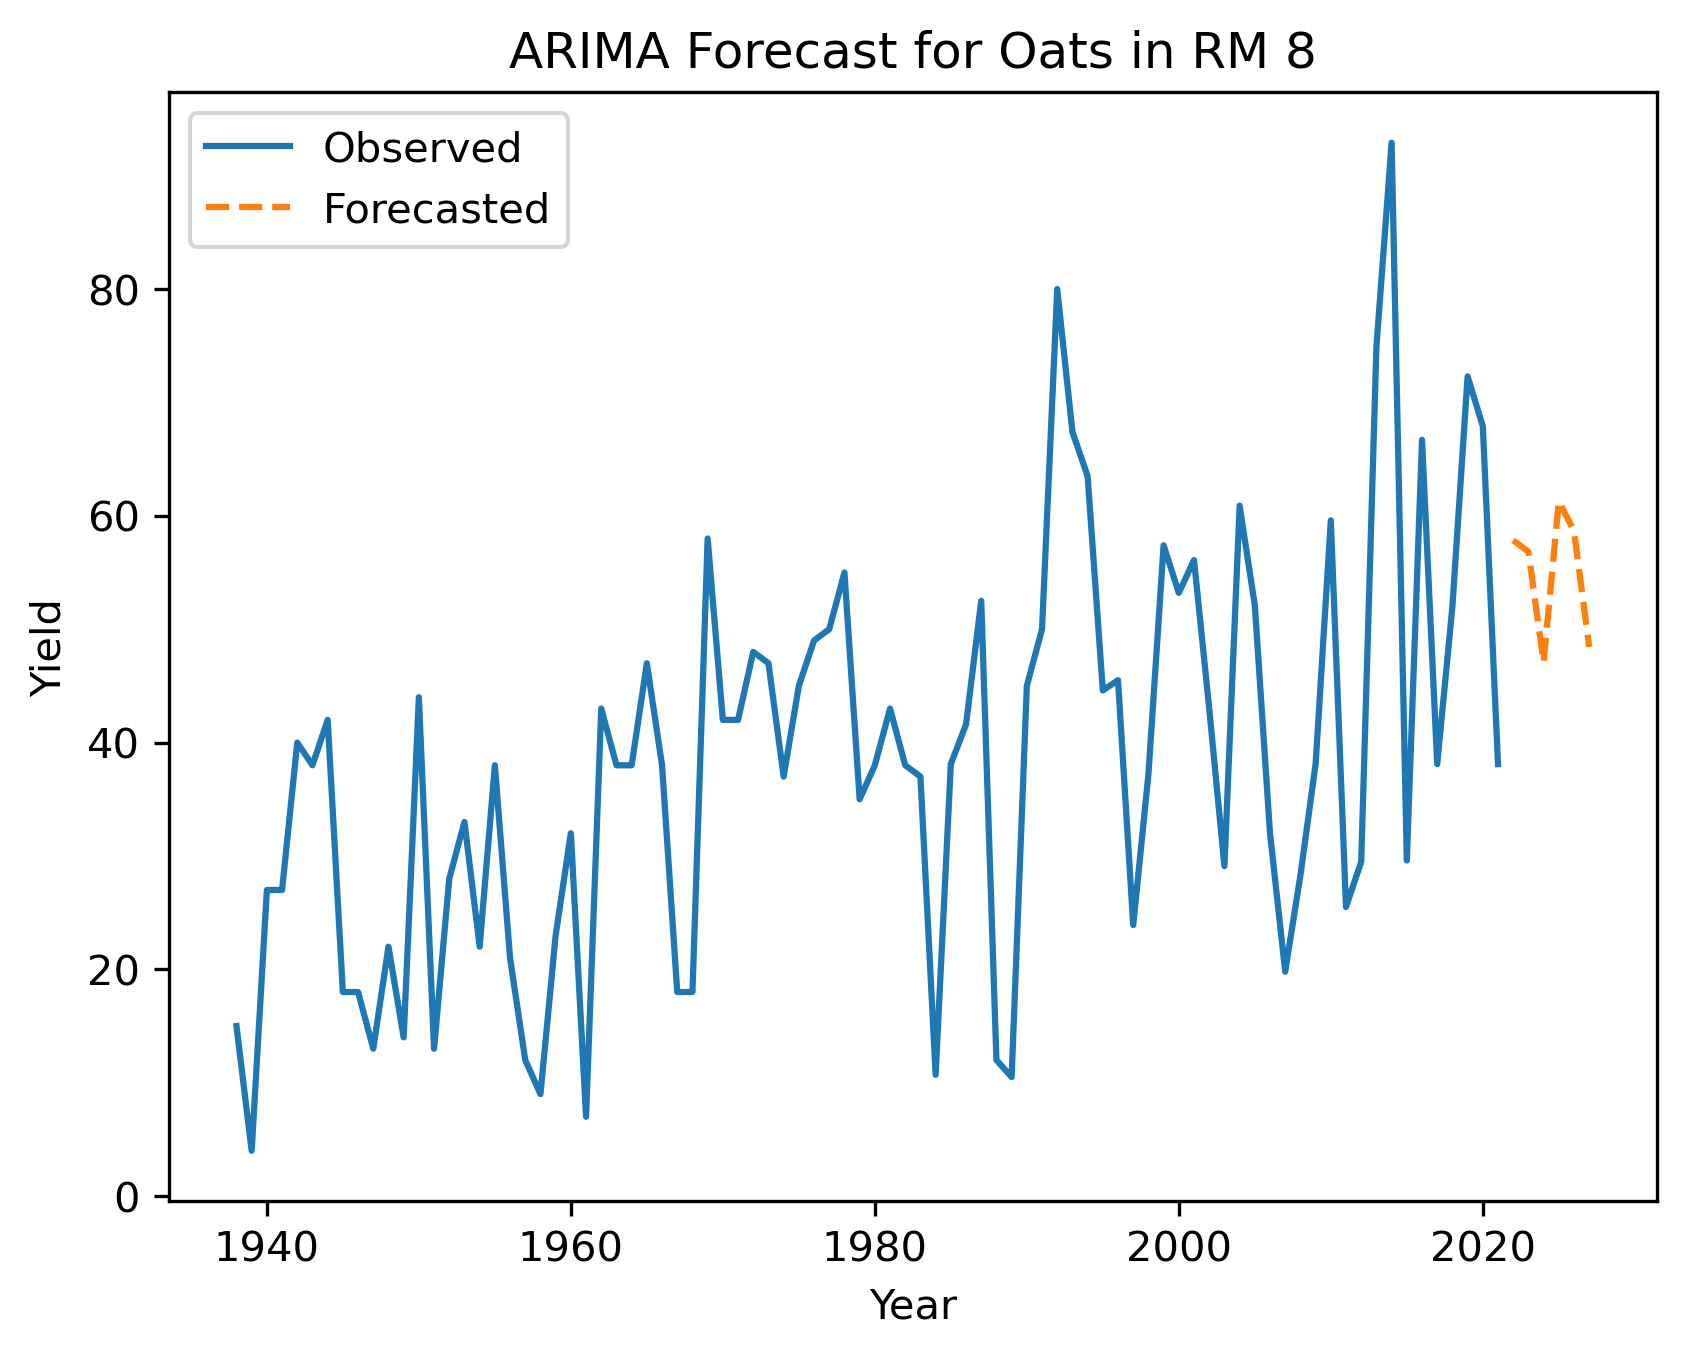 ARIMA Forecast for Oats in RM 8
Observed
Forecasted
80
60
40
20
0
Yield
1940 1960 1980 2000 2020
Year